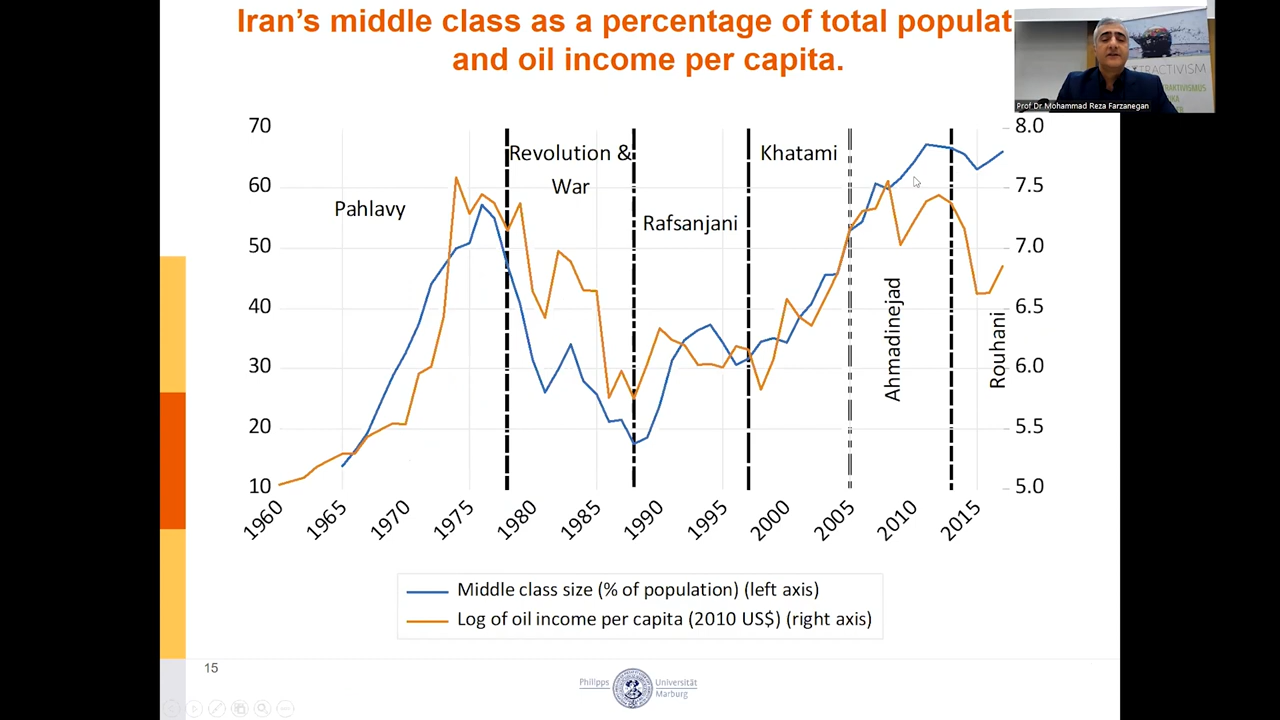 Iran's middle class as a percentage of total populat
and oil income per capita.
TRACTIVISM
Prof Dr Mohammad Reza Farzanegan
70
60
50
40
30
20
10
8.0
7.5
7.0
6.5
6.0
5.5
5.0
Pahlavy
Revolution &
War
Rafsanjani
Khatami
Ahmadinejad
Rouhani
1960
1965
1970
1975
1980
1985
1990
1995
2000
2005
2010
2015
Middle class size (% of population) (left axis)
Log of oil income per capita (2010 US$) (right axis)
15
Philipps
Universität
Marburg